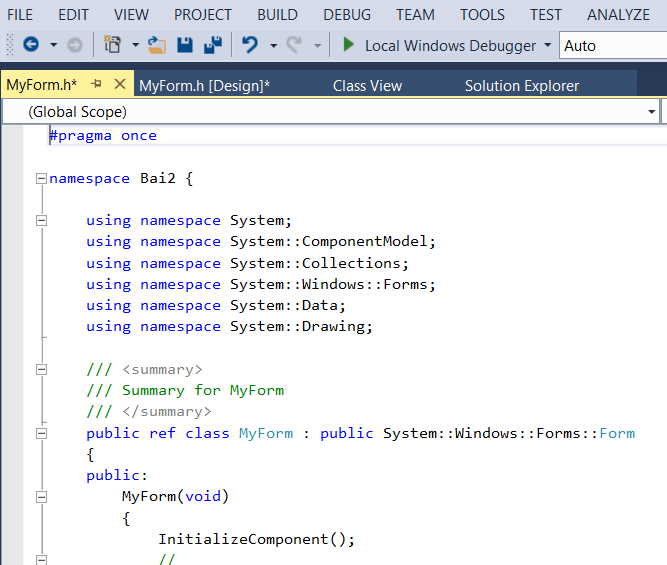 FILE EDIT VIEW PROJECT BUILD DEBUG TEAM TOOLS TEST ANALYZE
Local Windows Debugger Auto
MyForm.h* MyForm.h [Design]* Class View Solution Explorer
(Global Scope)
#pragma once
namespace Bai2 {
using namespace System;
using namespace System::ComponentModel;
using namespace System::Collections;
using namespace System::Windows::Forms;
using namespace System::Data;
using namespace System::Drawing;
/// <summary>
/// Summary for MyForm
/// </summary>
public ref class MyForm : public System::Windows::Forms::Form
{
public:
MyForm(void)
{
InitializeComponent();
//